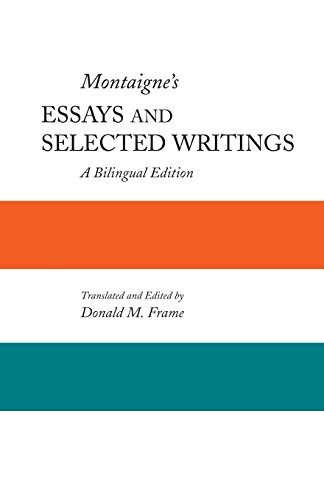 Montaigne's
ESSAYS AND
SELECTED WRITINGS
A Bilingual Edition
Translated and Edited by
Donald M. Frame